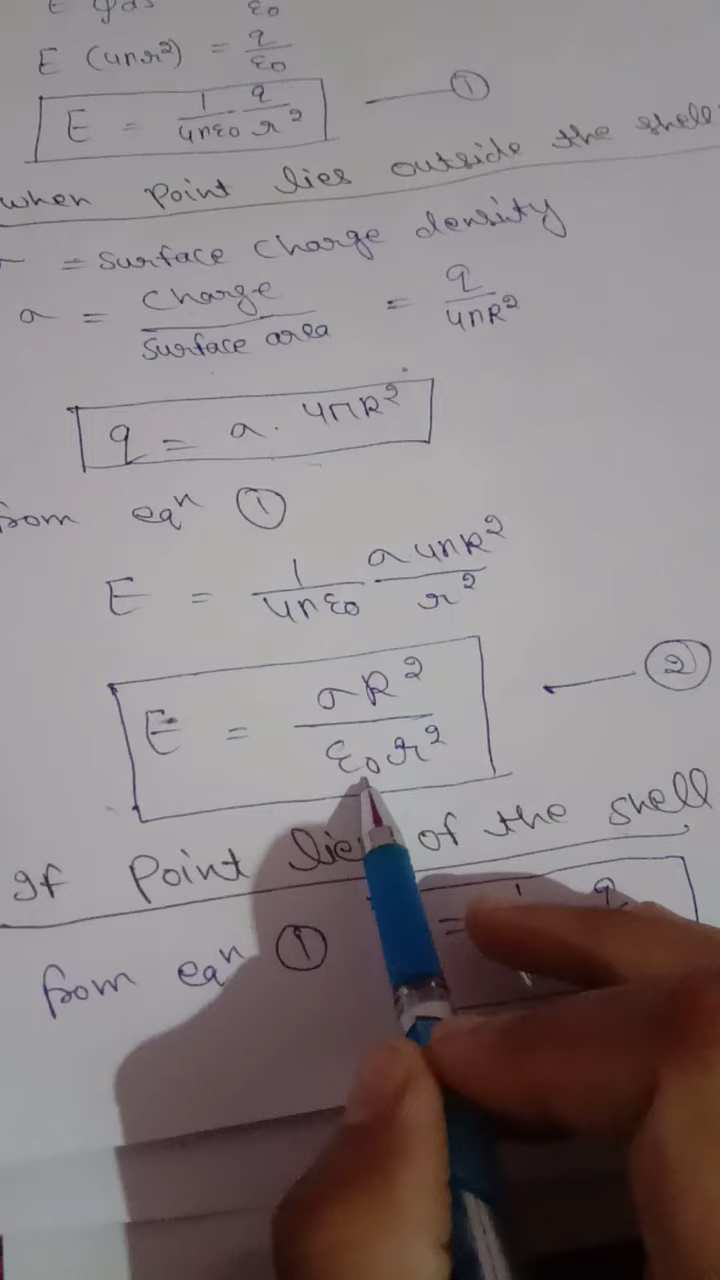 E (4πr²) = q/ε₀
E = 1/4πε₀ q/r² ①
when Point lies outside the shell
= Surface charge density
σ = Charge/Surface area = q/4πR²
q = σ. 4πR²
from eqⁿ ①
E = 1/4πε₀ σ4πR²/r²
E = σR²/ε₀r² ②
If Point lies of the shell
from eqⁿ ① =